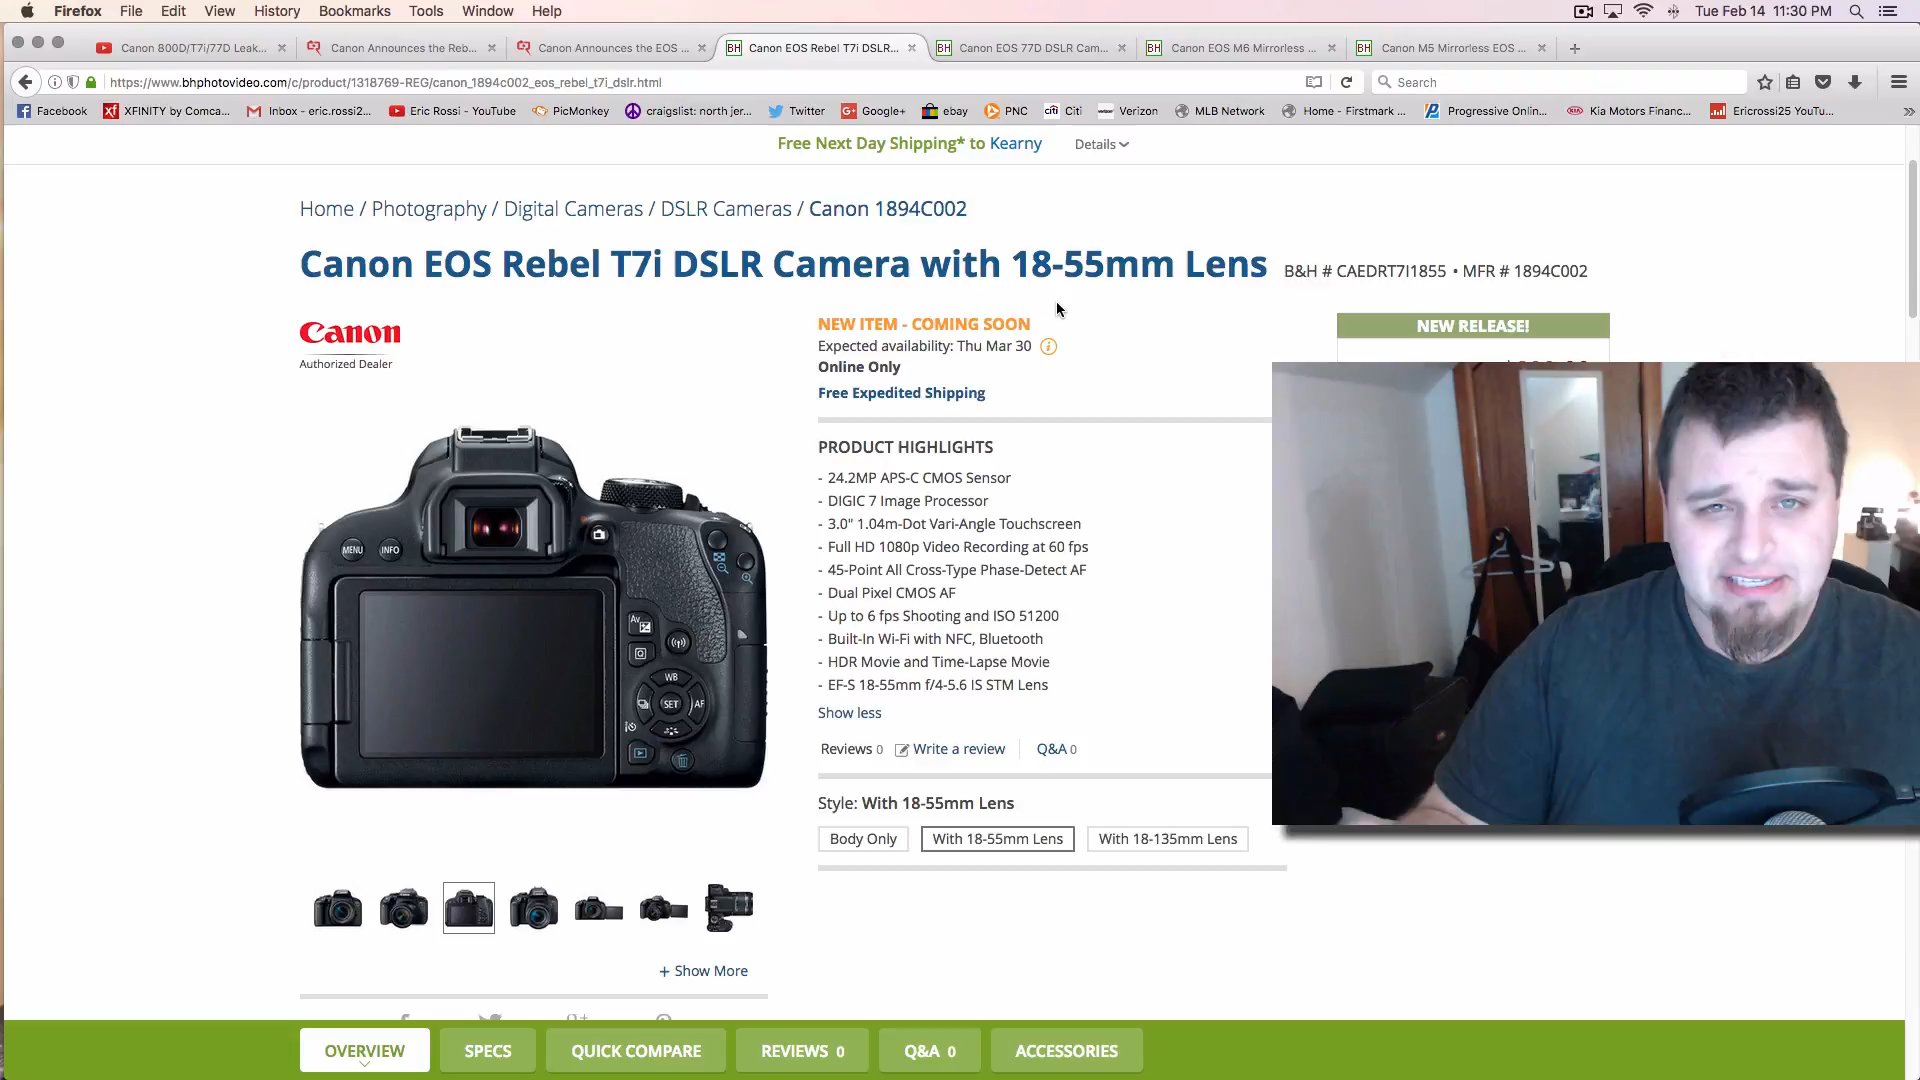 Firefox File Edit View History Bookmarks Tools Window Help Tue Feb 14 11:30 PM
Canon 800D/T7i/77D Leak... Canon Announces the Reb... Canon Announces the EOS ... Canon EOS Rebel T7i DSLR... Canon EOS 77D DSLR Cam... Canon EOS M6 Mirrorless ... Canon M5 Mirrorless EOS ...
https://www.bhphotovideo.com/c/product/1318769-REG/canon_1894c002_eos_rebel_t7i_dslr.html Search
Facebook XFINITY by Comca... Inbox - eric.rossi2... Eric Rossi - YouTube PicMonkey craigslist: north jer... Twitter Google+ ebay PNC Citi Verizon MLB Network Home - Firstmark ... Progressive Onlin... Kia Motors Financ... Ericrossi25 YouTu...
Free Next Day Shipping* to Kearny Details
Home / Photography / Digital Cameras / DSLR Cameras / Canon 1894C002
Canon EOS Rebel T7i DSLR Camera with 18-55mm Lens B&H # CAEDRT7I1855 • MFR # 1894C002
Canon
Authorized Dealer
NEW ITEM - COMING SOON
Expected availability: Thu Mar 30
Online Only
Free Expedited Shipping
NEW RELEASE!
PRODUCT HIGHLIGHTS
- 24.2MP APS-C CMOS Sensor
- DIGIC 7 Image Processor
- 3.0" 1.04m-Dot Vari-Angle Touchscreen
- Full HD 1080p Video Recording at 60 fps
- 45-Point All Cross-Type Phase-Detect AF
- Dual Pixel CMOS AF
- Up to 6 fps Shooting and ISO 51200
- Built-In Wi-Fi with NFC, Bluetooth
- HDR Movie and Time-Lapse Movie
- EF-S 18-55mm f/4-5.6 IS STM Lens
Show less
Reviews 0 Write a review Q&A 0
Style: With 18-55mm Lens
Body Only With 18-55mm Lens With 18-135mm Lens
MENU INFO
Av
Q
WB
SET AF
+ Show More
OVERVIEW SPECS QUICK COMPARE REVIEWS 0 Q&A 0 ACCESSORIES